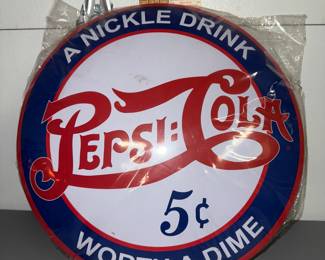 A NICKLE DRINK
PEPSI:COLA
5¢
WORTH A DIME